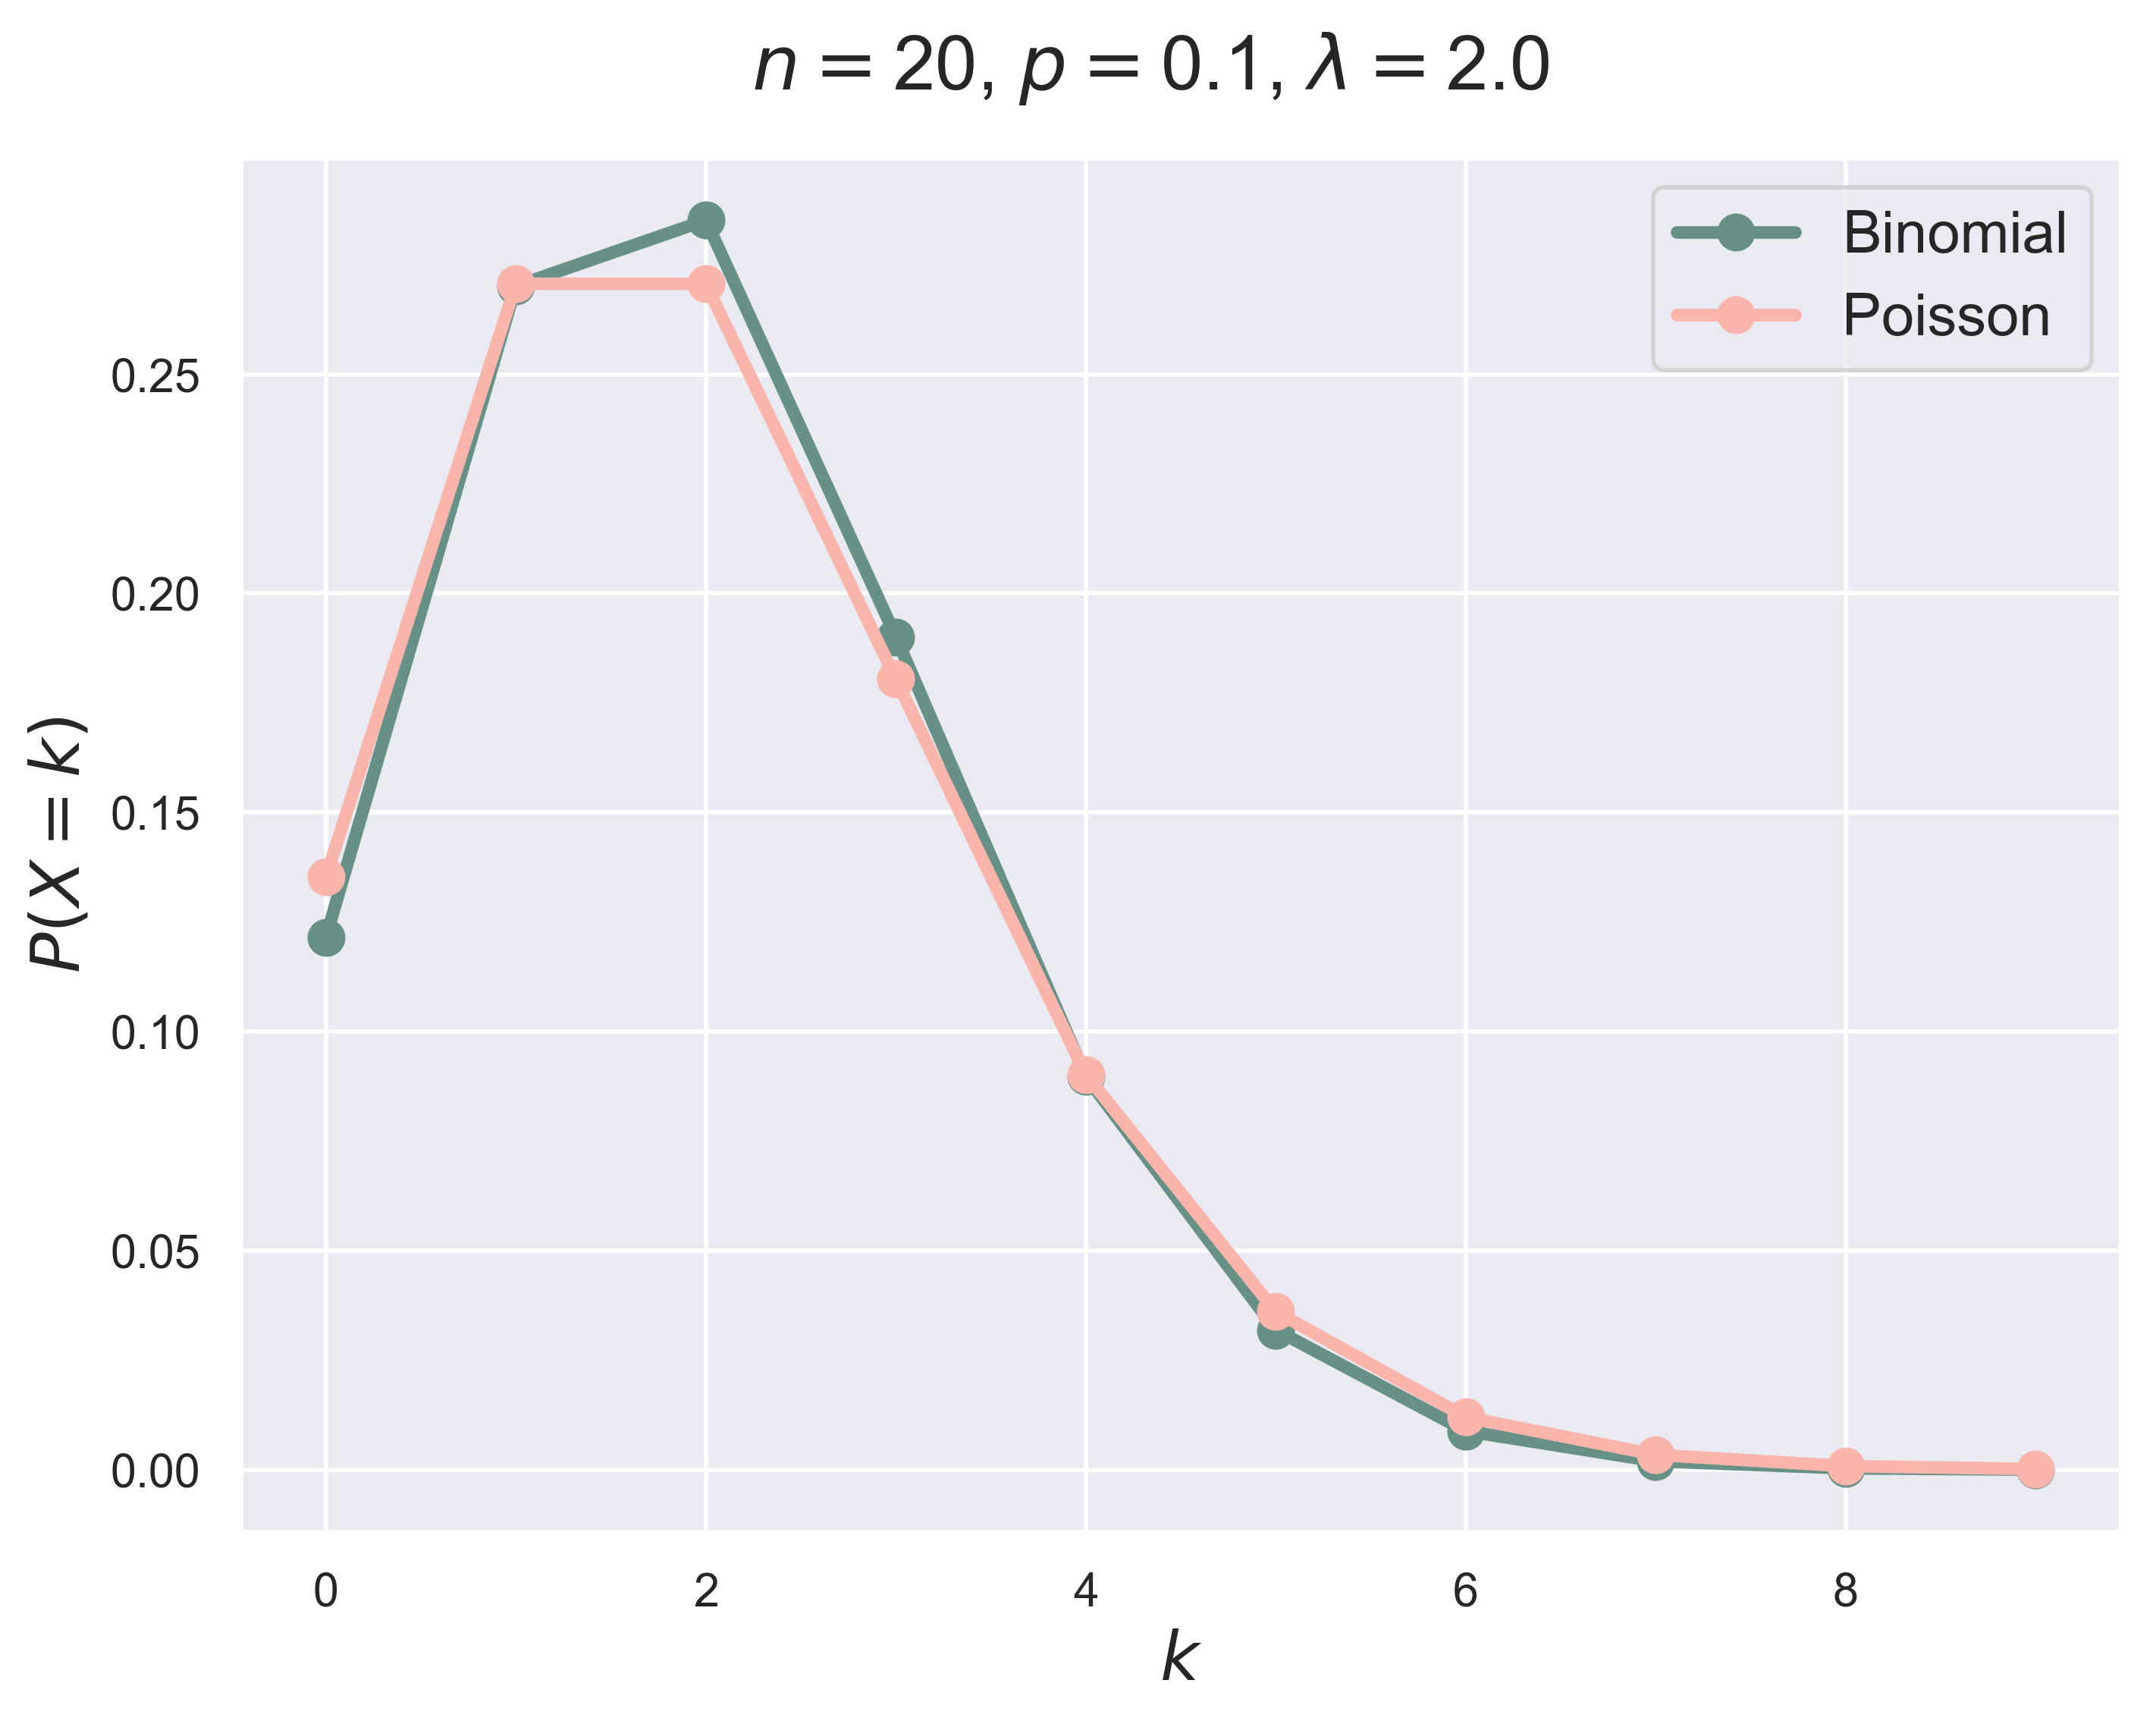 n = 20, p = 0.1, λ = 2.0
Binomial
Poisson
0.25
0.20
0.15
0.10
0.05
0.00
P(X = k)
0 2 4 6 8
k